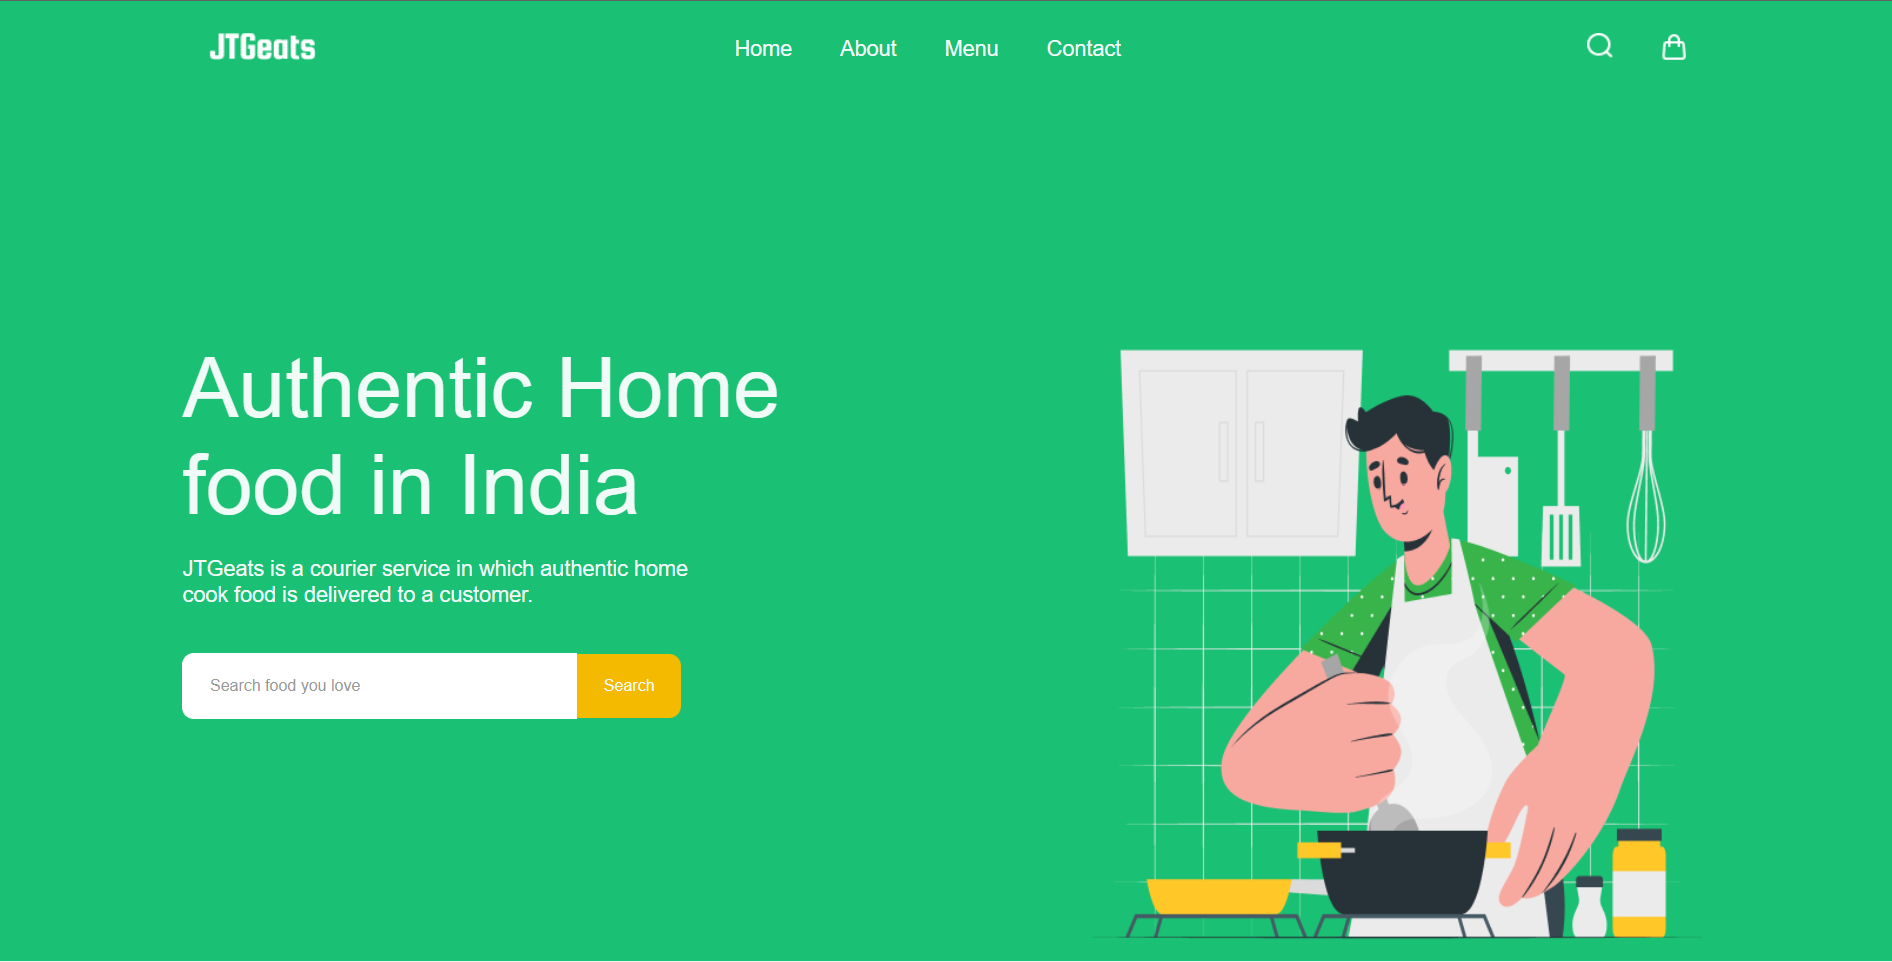 JTGeats
Home
About
Menu
Contact
Authentic Home
food in India
JTGeats is a courier service in which authentic home
cook food is delivered to a customer.
Search food you love
Search